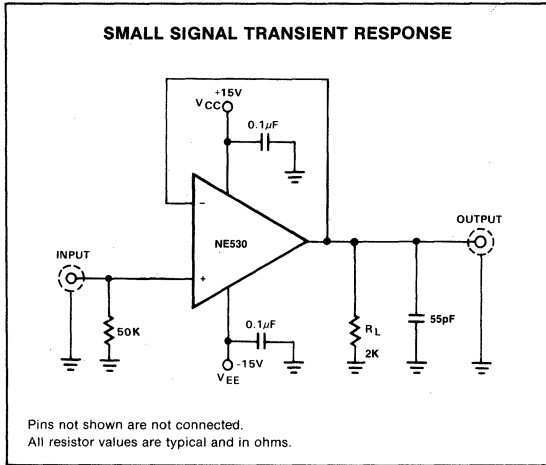 SMALL SIGNAL TRANSIENT RESPONSE
+15V
VCC
0.1μF
−
NE530
OUTPUT
INPUT
+
50K
0.1μF
RL
2K
55pF
-15V
VEE
Pins not shown are not connected.
All resistor values are typical and in ohms.